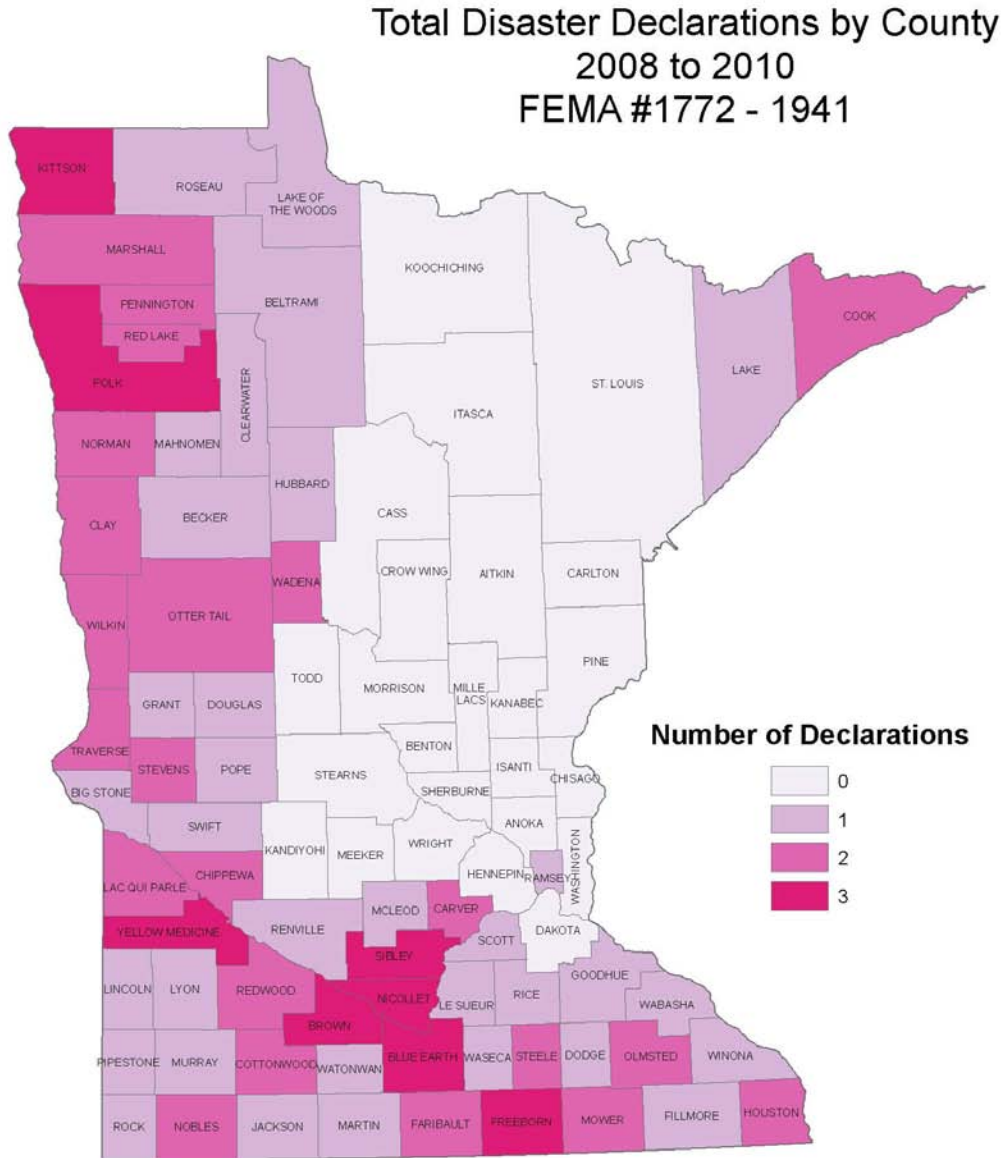 Total Disaster Declarations by County
2008 to 2010
FEMA #1772 - 1941
KITTSON
ROSEAU
LAKE OF
THE WOODS
MARSHALL
KOOCHICHING
PENNINGTON
BELTRAMI
RED LAKE
COOK
POLK
CLEARWATER
LAKE
ST. LOUIS
ITASCA
NORMAN
MAHNOMEN
HUBBARD
CASS
CLAY
BECKER
WADENA
CROW WING
AITKIN
CARLTON
WILKIN
OTTER TAIL
TODD
MORRISON
MILLE
LACS
KANABEC
PINE
GRANT
DOUGLAS
TRAVERSE
STEVENS
POPE
STEARNS
BENTON
ISANTI
CHISAGO
BIG STONE
SHERBURNE
SWIFT
ANOKA
KANDIYOHI
MEEKER
WRIGHT
HENNEPIN
RAMSEY
WASHINGTON
LAC QUI PARLE
CHIPPEWA
MCLEOD
CARVER
YELLOW MEDICINE
RENVILLE
SCOTT
DAKOTA
SIBLEY
LINCOLN
LYON
REDWOOD
NICOLLET
LE SUEUR
RICE
GOODHUE
WABASHA
BROWN
PIPESTONE
MURRAY
COTTONWOOD
WATONWAN
BLUE EARTH
WASECA
STEELE
DODGE
OLMSTED
WINONA
ROCK
NOBLES
JACKSON
MARTIN
FARIBAULT
FREEBORN
MOWER
FILLMORE
HOUSTON
Number of Declarations
0
1
2
3